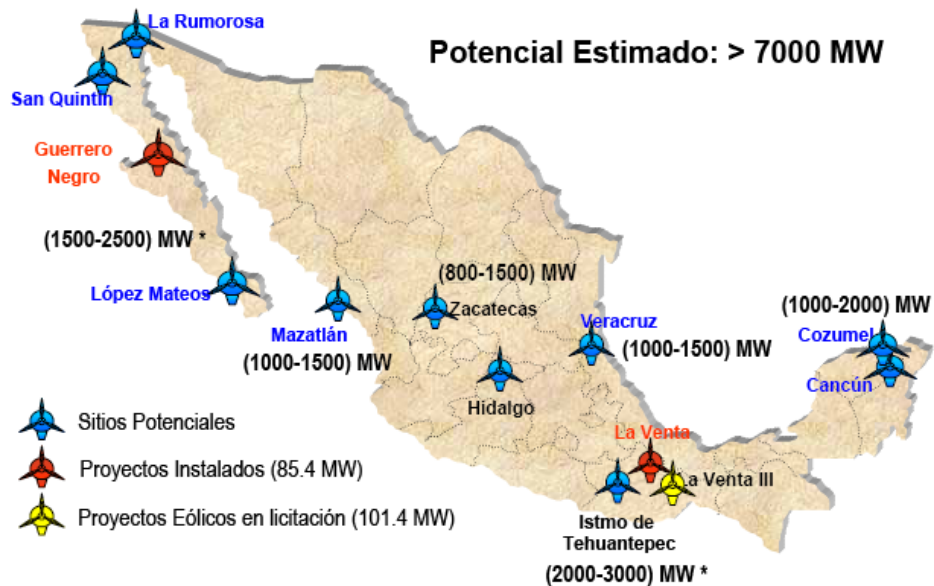 La Rumorosa
Potencial Estimado: > 7000 MW
San Quintín
Guerrero
Negro
(1500-2500) MW *
López Mateos
Mazatlán
(1000-1500) MW
(800-1500) MW
Zacatecas
Hidalgo
Veracruz
(1000-1500) MW
(1000-2000) MW
Cozumel
Cancún
La Venta
La Venta III
Istmo de
Tehuantepec
(2000-3000) MW *
Sitios Potenciales
Proyectos Instalados (85.4 MW)
Proyectos Eólicos en licitación (101.4 MW)